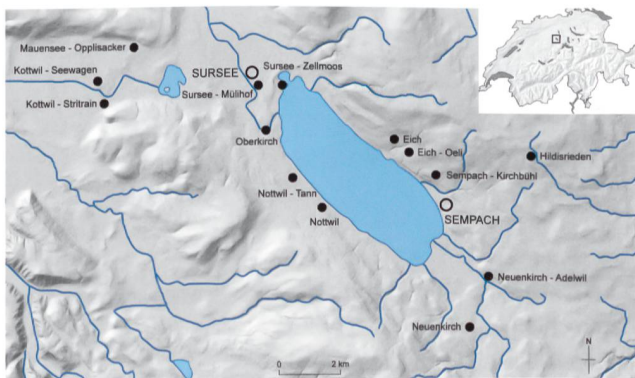 Mauensee - Opplisacker
Kottwil - Seewagen
SURSEE
Sursee - Zellmoos
Sursee - Mülihof
Kottwil - Stritrain
Oberkirch
Eich
Eich - Oeli
Hildisrieden
Sempach - Kirchbühl
Nottwil - Tann
Nottwil
SEMPACH
Neuenkirch - Adelwil
Neuenkirch
0 2 km
N